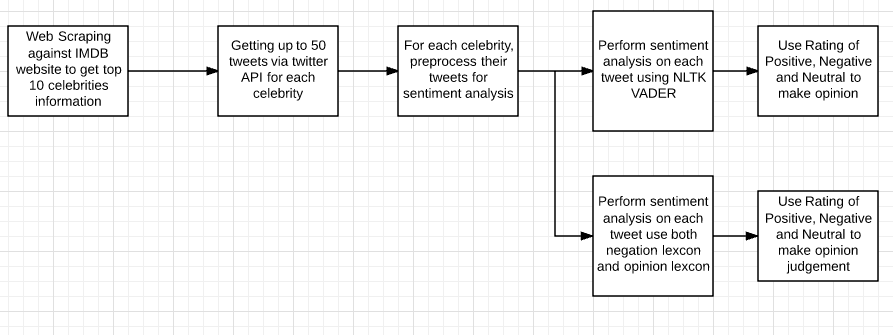 Web Scraping
against IMDB
website to get top
10 celebrities
information
Getting up to 50
tweets via twitter
API for each
celebrity
For each celebrity,
preprocess their
tweets for
sentiment analysis
Perform sentiment
analysis on each
tweet using NLTK
VADER
Use Rating of
Positive, Negative
and Neutral to
make opinion
Perform sentiment
analysis on each
tweet use both
negation lexcon
and opinion lexcon
Use Rating of
Positive, Negative
and Neutral to
make opinion
judgement